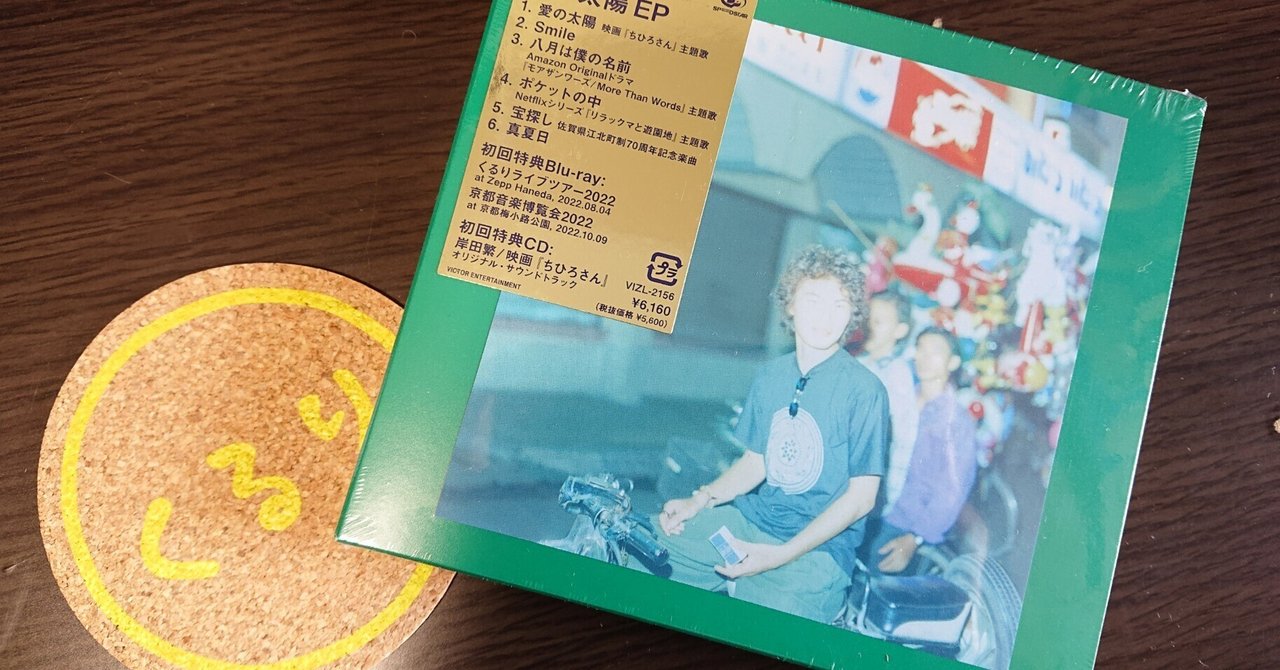 太陽 EP
SPEEDSTAR
1. 愛の太陽 映画『ちひろさん』主題歌
2. Smile
3. 八月は僕の名前
Amazon Originalドラマ
『モアザンワーズ/More Than Words』主題歌
4. ポケットの中
Netflixシリーズ『リラックマと遊園地』主題歌
5. 宝探し 佐賀県江北町制70周年記念楽曲
6. 真夏日
初回特典Blu-ray:
くるりライブツアー2022
at Zepp Haneda, 2022.08.04
京都音楽博覧会2022
at 京都梅小路公園, 2022.10.09
初回特典CD:
岸田繁/映画『ちひろさん』
オリジナル・サウンドトラック
VICTOR ENTERTAINMENT
プラ
VIZL-2156
¥6,160
(税抜価格 ¥5,600)
くるり